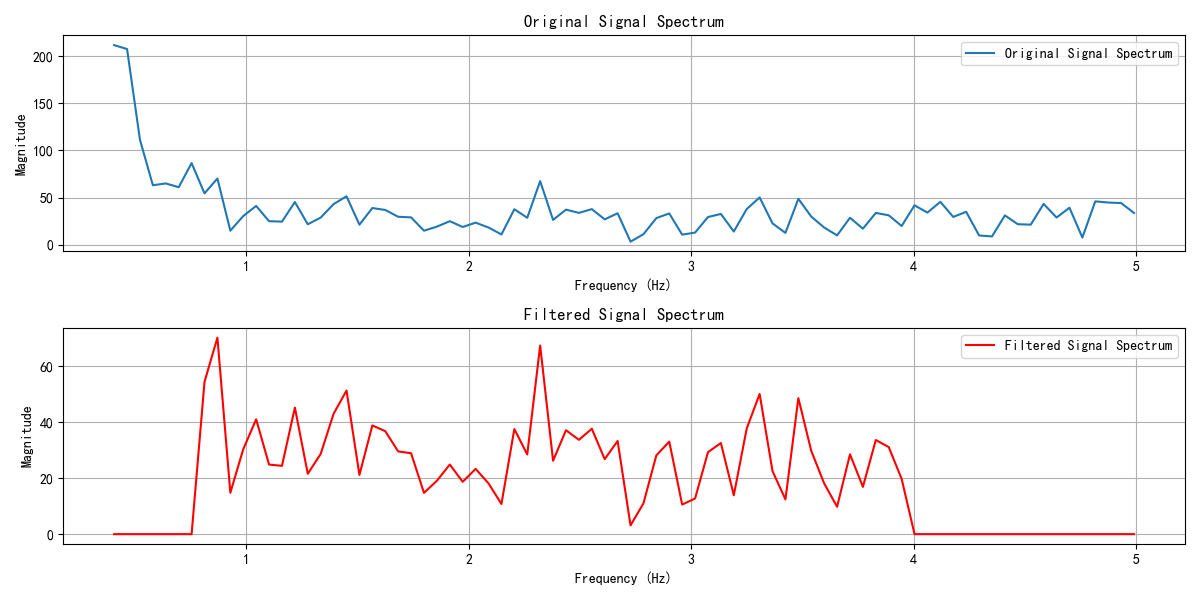 Original Signal Spectrum
Original Signal Spectrum
200
150
100
50
0
Magnitude
1 2 3 4 5
Frequency (Hz)
Filtered Signal Spectrum
Filtered Signal Spectrum
60
40
20
0
Magnitude
1 2 3 4 5
Frequency (Hz)